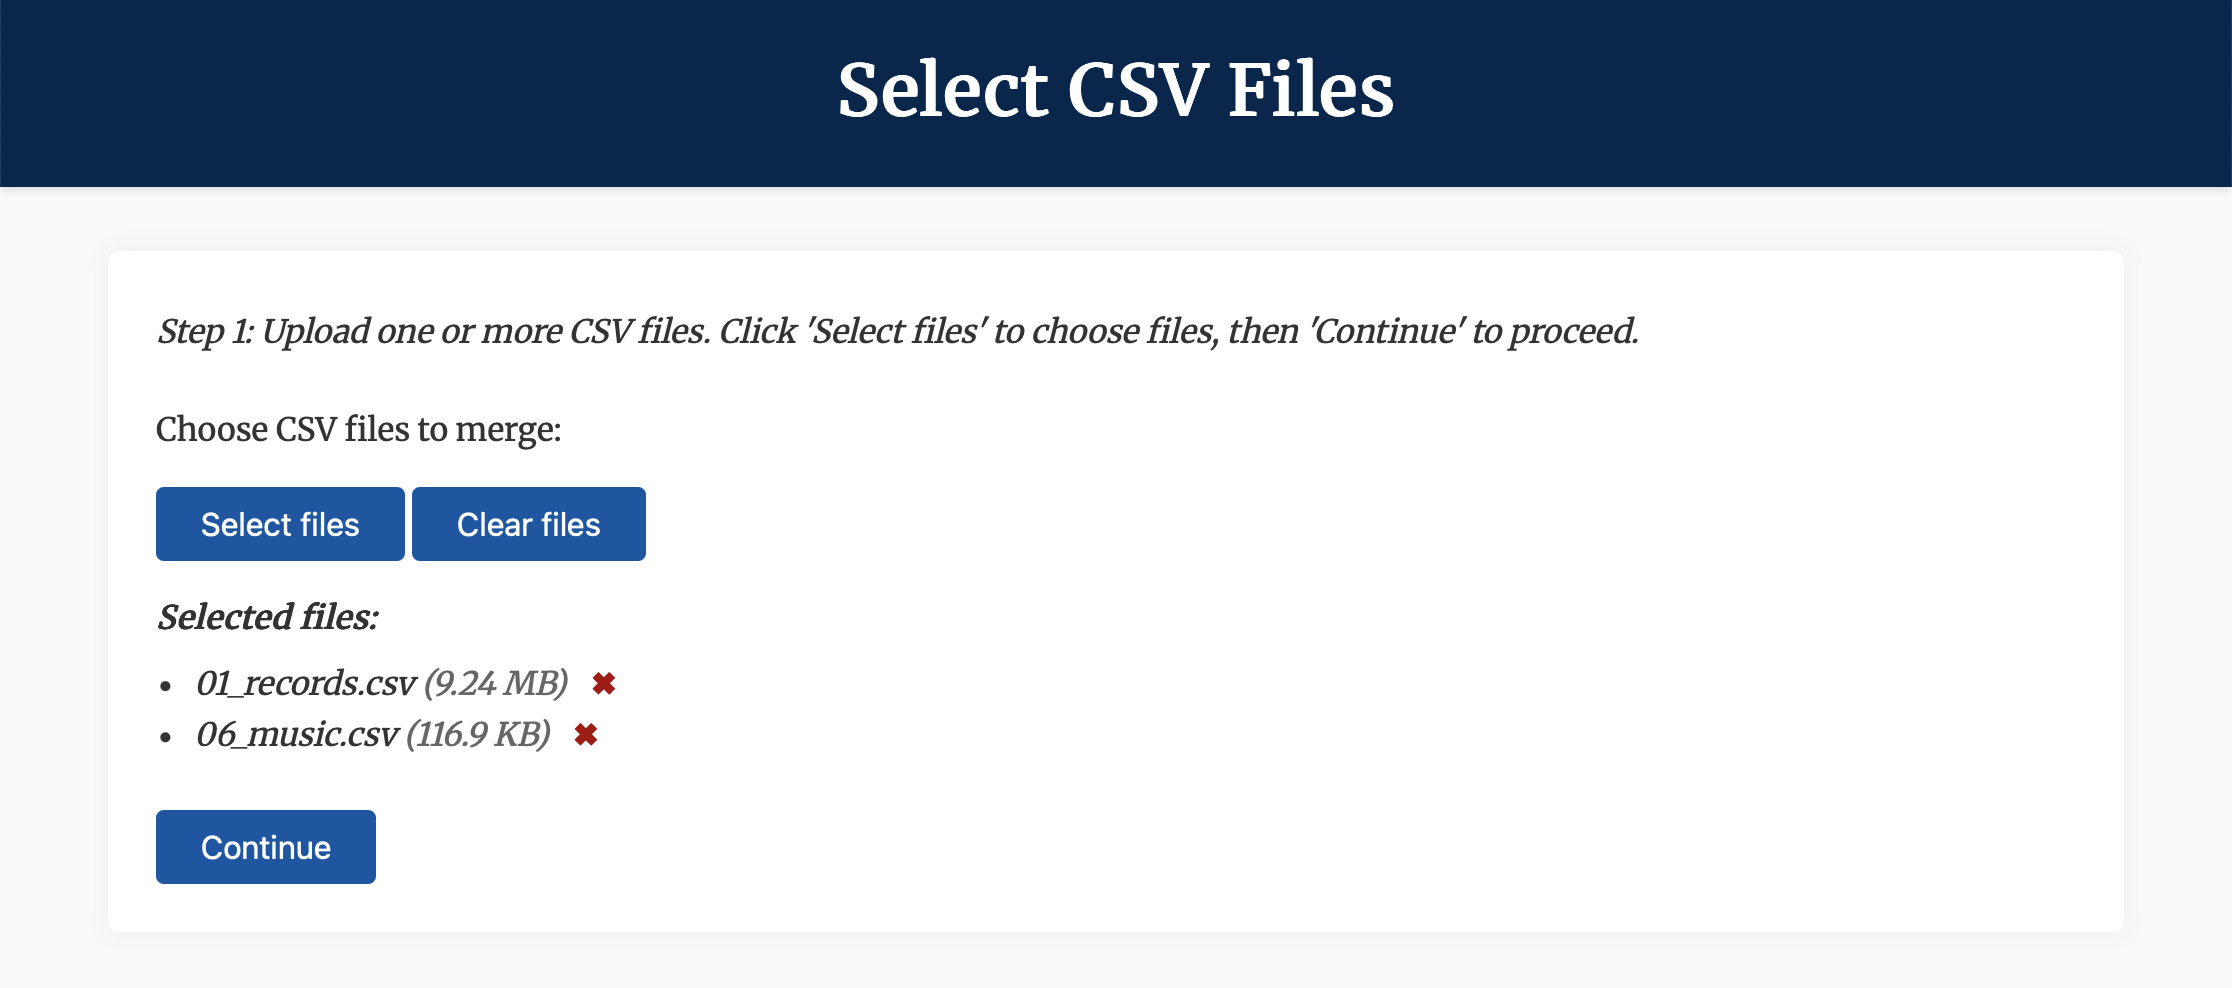 Select CSV Files
Step 1: Upload one or more CSV files. Click 'Select files' to choose files, then 'Continue' to proceed.
Choose CSV files to merge:
Select files Clear files
Selected files:
• 01_records.csv (9.24 MB) ✖
• 06_music.csv (116.9 KB) ✖
Continue